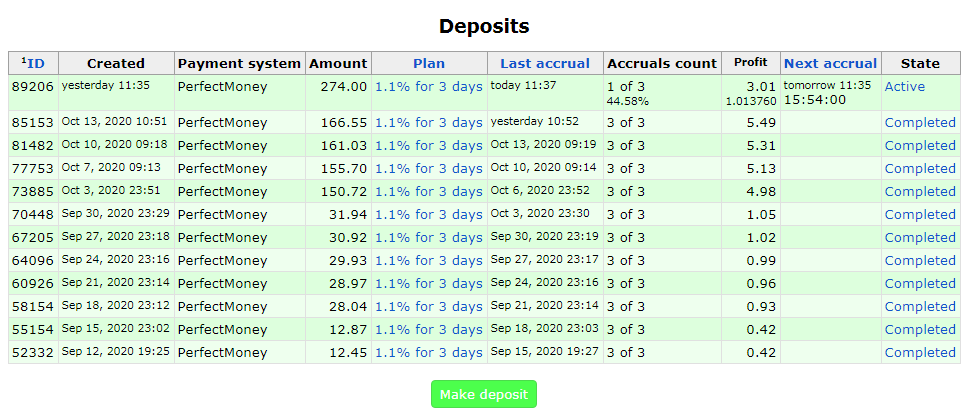 Deposits
1ID Created Payment system Amount Plan Last accrual Accruals count Profit Next accrual State
89206 yesterday 11:35 PerfectMoney 274.00 1.1% for 3 days today 11:37 1 of 3 3.01 tomorrow 11:35 Active
44.58% 1.013760 15:54:00
85153 Oct 13, 2020 10:51 PerfectMoney 166.55 1.1% for 3 days yesterday 10:52 3 of 3 5.49 Completed
81482 Oct 10, 2020 09:18 PerfectMoney 161.03 1.1% for 3 days Oct 13, 2020 09:19 3 of 3 5.31 Completed
77753 Oct 7, 2020 09:13 PerfectMoney 155.70 1.1% for 3 days Oct 10, 2020 09:14 3 of 3 5.13 Completed
73885 Oct 3, 2020 23:51 PerfectMoney 150.72 1.1% for 3 days Oct 6, 2020 23:52 3 of 3 4.98 Completed
70448 Sep 30, 2020 23:29 PerfectMoney 31.94 1.1% for 3 days Oct 3, 2020 23:30 3 of 3 1.05 Completed
67205 Sep 27, 2020 23:18 PerfectMoney 30.92 1.1% for 3 days Sep 30, 2020 23:19 3 of 3 1.02 Completed
64096 Sep 24, 2020 23:16 PerfectMoney 29.93 1.1% for 3 days Sep 27, 2020 23:17 3 of 3 0.99 Completed
60926 Sep 21, 2020 23:14 PerfectMoney 28.97 1.1% for 3 days Sep 24, 2020 23:16 3 of 3 0.96 Completed
58154 Sep 18, 2020 23:12 PerfectMoney 28.04 1.1% for 3 days Sep 21, 2020 23:14 3 of 3 0.93 Completed
55154 Sep 15, 2020 23:02 PerfectMoney 12.87 1.1% for 3 days Sep 18, 2020 23:03 3 of 3 0.42 Completed
52332 Sep 12, 2020 19:25 PerfectMoney 12.45 1.1% for 3 days Sep 15, 2020 19:27 3 of 3 0.42 Completed
Make deposit